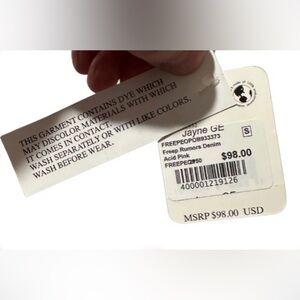 THIS GARMENT CONTAINS DYE WHICH
MAY DISCOLOR MATERIALS WITH WHICH
IT COMES IN CONTACT.
WASH SEPARATELY OR WITH LIKE COLORS.
WASH BEFORE WEAR.
Jayne GE
FREEPEOPOB933373
S
Freep Rumors Denim
Acid Pink
$98.00
400001219126
MSRP $98.00 USD